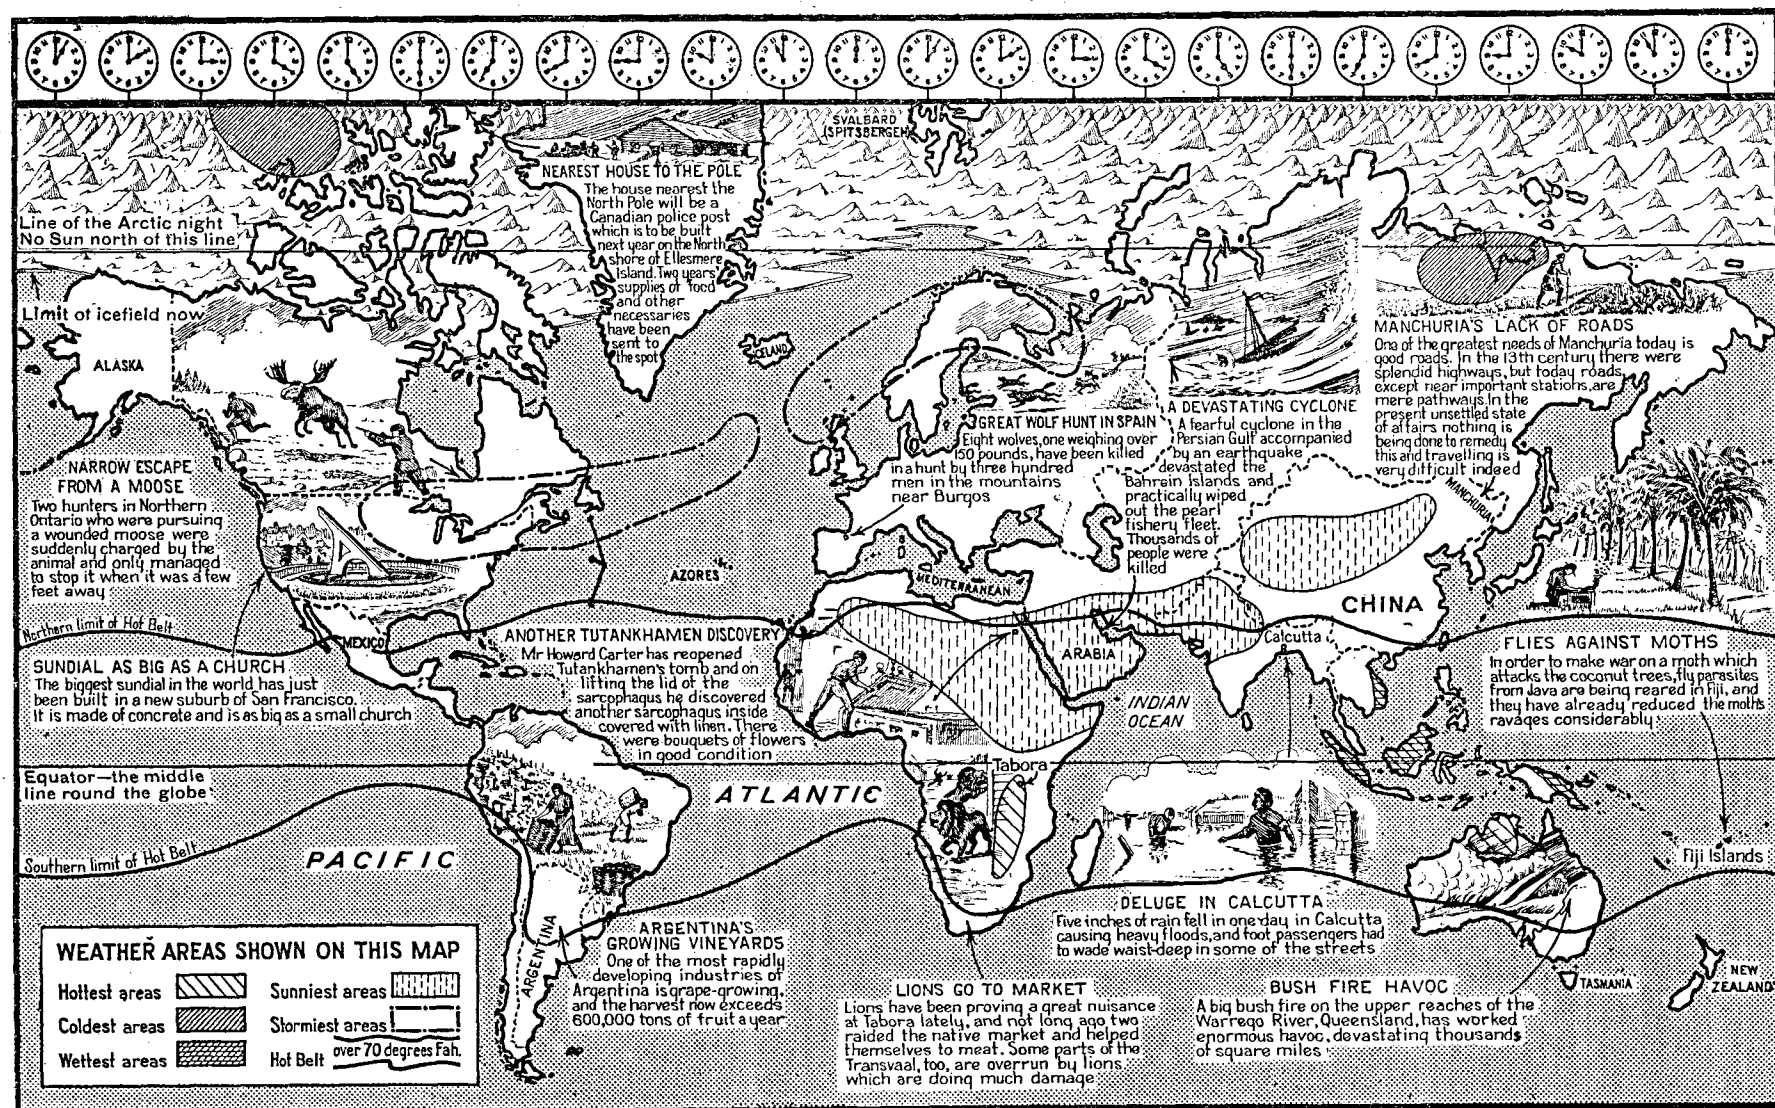 SVALBARD
(SPITSBERGEN)
NEAREST HOUSE TO THE POLE
The house nearest the
North Pole will be a
Canadian police post
which is to be built
next year on the North
shore of Ellesmere
Island. Two years'
supplies of food
and other
necessaries
have been
sent to
the spot
Line of the Arctic night
No Sun north of this line
Limit of icefield now
ALASKA
ICELAND
NARROW ESCAPE
FROM A MOOSE
Two hunters in Northern
Ontario who were pursuing
a wounded moose were
suddenly charged by the
animal and only managed
to stop it when it was a few
feet away
GREAT WOLF HUNT IN SPAIN
Eight wolves, one weighing over
150 pounds, have been killed
in a hunt by three hundred
men in the mountains
near Burgos
A DEVASTATING CYCLONE
A fearful cyclone in the
Persian Gulf accompanied
by an earthquake
devastated the
Bahrein Islands and
practically wiped
out the pearl
fishery fleet.
Thousands of
people were
killed
MANCHURIA'S LACK OF ROADS
One of the greatest needs of Manchuria today is
good roads. In the 13th century there were
splendid highways, but today roads,
except near important stations, are
mere pathways. In the
present unsettled state
of affairs nothing is
being done to remedy
this and travelling is
very difficult indeed
MANCHURIA
AZORES
MEDITERRANEAN
CHINA
Northern limit of Hot Belt
MEXICO
ARABIA
Calcutta
INDIAN
OCEAN
SUNDIAL AS BIG AS A CHURCH
The biggest sundial in the world has just
been built in a new suburb of San Francisco.
It is made of concrete and is as big as a small church
ANOTHER TUTANKHAMEN DISCOVERY
Mr Howard Carter has reopened
Tutankhamen's tomb and on
lifting the lid of the
sarcophagus he discovered
another sarcophagus inside
covered with linen. There
were bouquets of flowers
in good condition
FLIES AGAINST MOTHS
In order to make war on a moth which
attacks the coconut trees, fly parasites
from Java are being reared in Fiji, and
they have already reduced the moths
ravages considerably
Equator—the middle
line round the globe
Tabora
ATLANTIC
PACIFIC
Southern limit of Hot Belt
Fiji Islands
ARGENTINA
ARGENTINA'S
GROWING VINEYARDS
One of the most rapidly
developing industries of
Argentina is grape-growing,
and the harvest now exceeds
600,000 tons of fruit a year
DELUGE IN CALCUTTA
Five inches of rain fell in one day in Calcutta
causing heavy floods, and foot passengers had
to wade waist-deep in some of the streets
LIONS GO TO MARKET
Lions have been proving a great nuisance
at Tabora lately, and not long ago two
raided the native market and helped
themselves to meat. Some parts of the
Transvaal, too, are overrun by lions
which are doing much damage
BUSH FIRE HAVOC
A big bush fire on the upper reaches of the
Warrego River, Queensland, has worked
enormous havoc, devastating thousands
of square miles
TASMANIA
NEW
ZEALAND
WEATHER AREAS SHOWN ON THIS MAP
Hottest areas
Sunniest areas
Coldest areas
Stormiest areas
Wettest areas
Hot Belt over 70 degrees Fah.